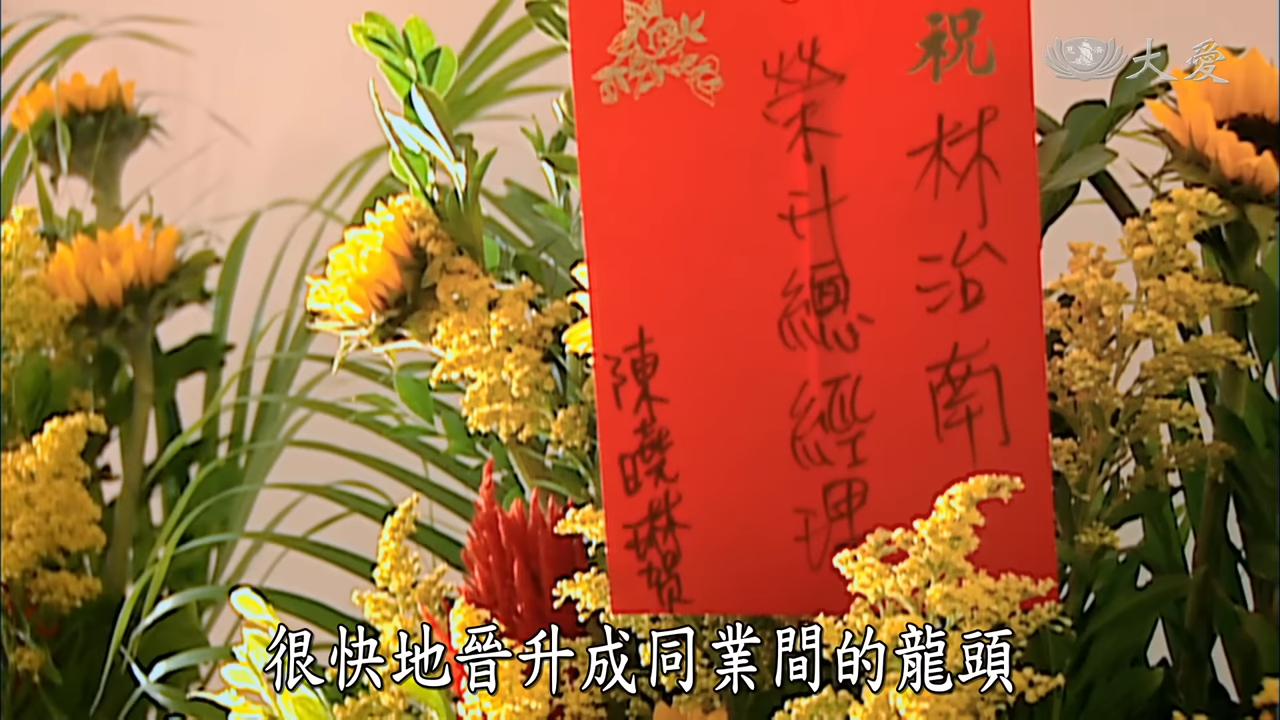 祝
林治南
榮升總經理
陳曉琳賀
大愛
很快地晉升成同業間的龍頭